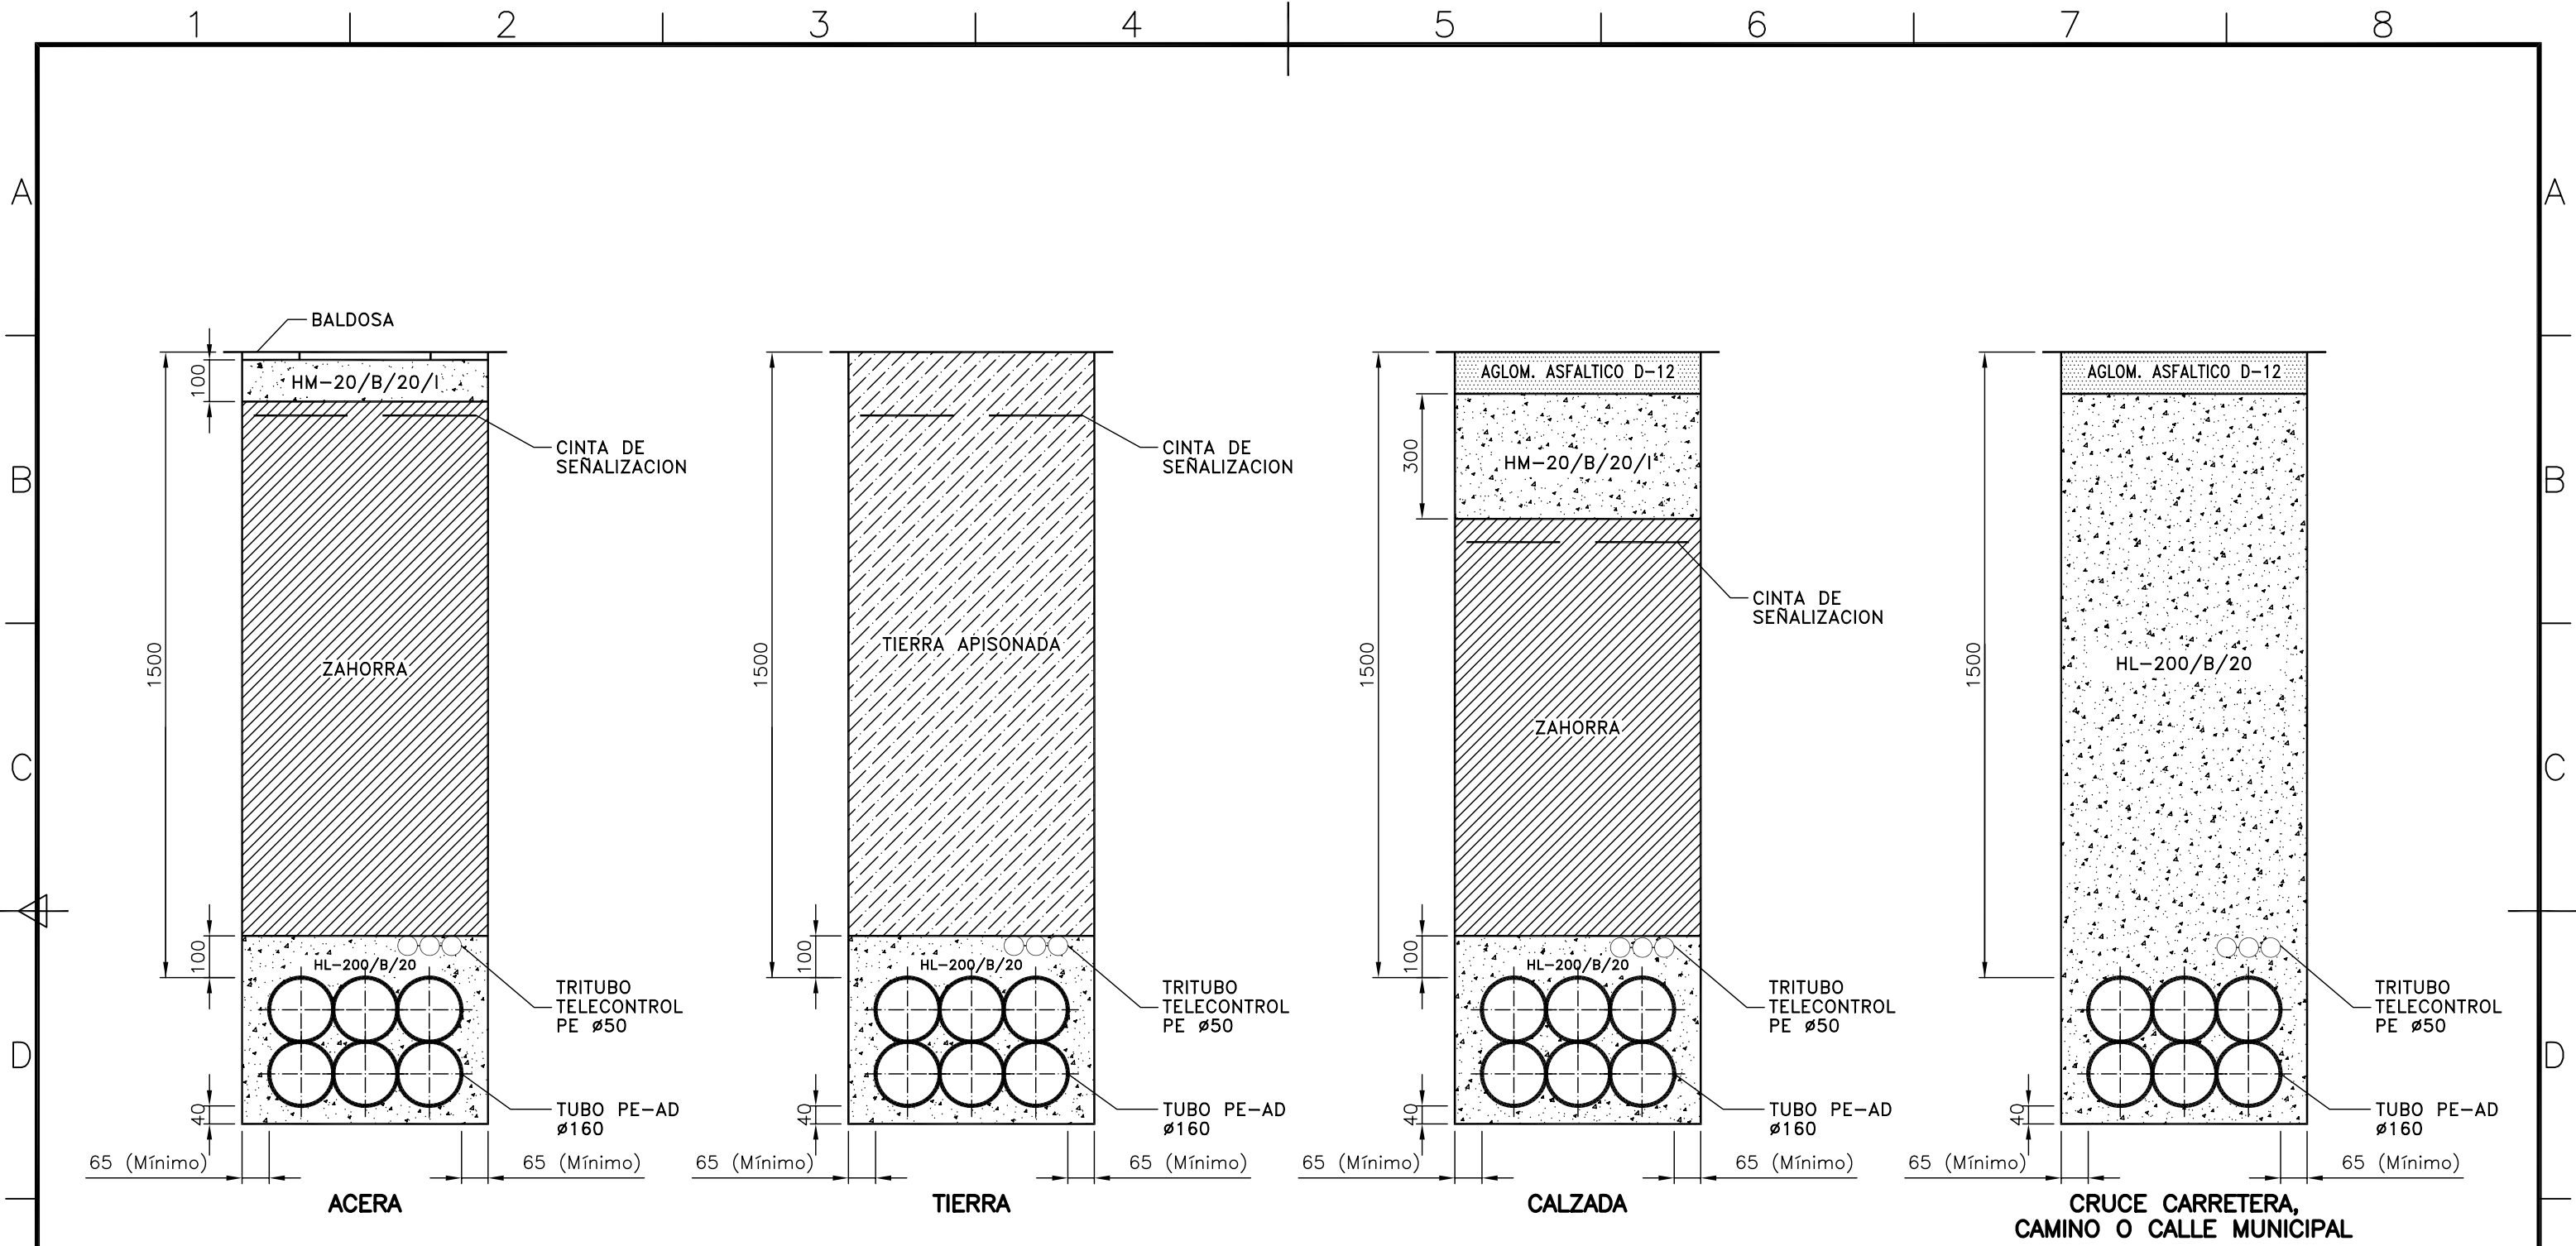 1 2 3 4 5 6 7 8
A A
B B
C C
D D
BALDOSA
100
HM-20/B/20/I
CINTA DE
SEÑALIZACION
1500
ZAHORRA
100
HL-200/B/20
TRITUBO
TELECONTROL
PE ø50
40
TUBO PE-AD
ø160
65 (Mínimo)
65 (Mínimo)
ACERA
CINTA DE
SEÑALIZACION
1500
TIERRA APISONADA
100
HL-200/B/20
TRITUBO
TELECONTROL
PE ø50
40
TUBO PE-AD
ø160
65 (Mínimo)
65 (Mínimo)
TIERRA
AGLOM. ASFALTICO D-12
300
HM-20/B/20/I
CINTA DE
SEÑALIZACION
1500
ZAHORRA
100
HL-200/B/20
TRITUBO
TELECONTROL
PE ø50
40
TUBO PE-AD
ø160
65 (Mínimo)
65 (Mínimo)
CALZADA
AGLOM. ASFALTICO D-12
1500
HL-200/B/20
TRITUBO
TELECONTROL
PE ø50
40
TUBO PE-AD
ø160
65 (Mínimo)
65 (Mínimo)
CRUCE CARRETERA,
CAMINO O CALLE MUNICIPAL